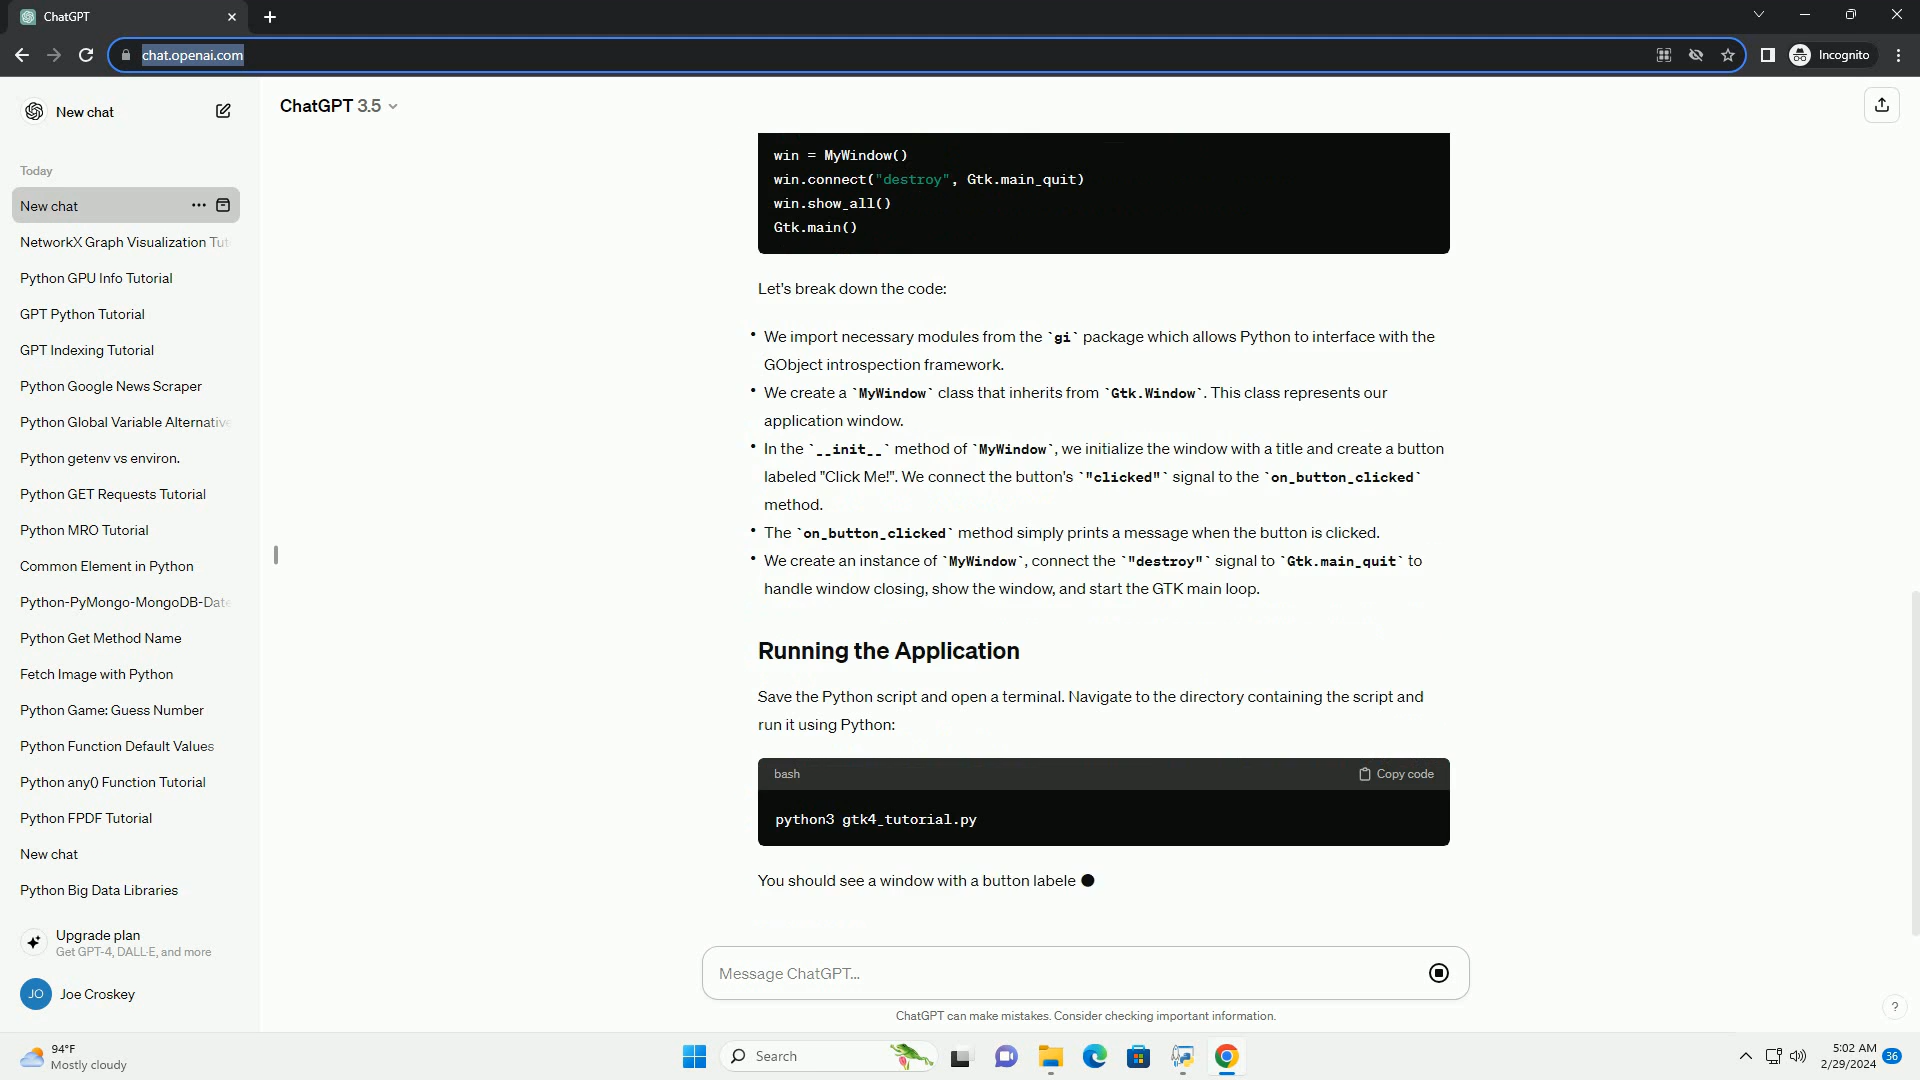 ChatGPT
chat.openai.com
Incognito
New chat
ChatGPT 3.5
Today
New chat
NetworkX Graph Visualization Tut
Python GPU Info Tutorial
GPT Python Tutorial
GPT Indexing Tutorial
Python Google News Scraper
Python Global Variable Alternative
Python getenv vs environ.
Python GET Requests Tutorial
Python MRO Tutorial
Common Element in Python
Python-PyMongo-MongoDB-Date
Python Get Method Name
Fetch Image with Python
Python Game: Guess Number
Python Function Default Values
Python any() Function Tutorial
Python FPDF Tutorial
New chat
Python Big Data Libraries
Upgrade plan
Get GPT-4, DALL·E, and more
JO Joe Croskey
win = MyWindow()
win.connect("destroy", Gtk.main_quit)
win.show_all()
Gtk.main()
Let's break down the code:
• We import necessary modules from the `gi` package which allows Python to interface with the
GObject introspection framework.
• We create a `MyWindow` class that inherits from `Gtk.Window`. This class represents our
application window.
• In the `__init__` method of `MyWindow`, we initialize the window with a title and create a button
labeled "Click Me!". We connect the button's `"clicked"` signal to the `on_button_clicked`
method.
• The `on_button_clicked` method simply prints a message when the button is clicked.
• We create an instance of `MyWindow`, connect the `"destroy"` signal to `Gtk.main_quit` to
handle window closing, show the window, and start the GTK main loop.
Running the Application
Save the Python script and open a terminal. Navigate to the directory containing the script and
run it using Python:
bash Copy code
python3 gtk4_tutorial.py
You should see a window with a button labele
Message ChatGPT...
ChatGPT can make mistakes. Consider checking important information.
?
94°F
Mostly cloudy
Search
5:02 AM
2/29/2024
36